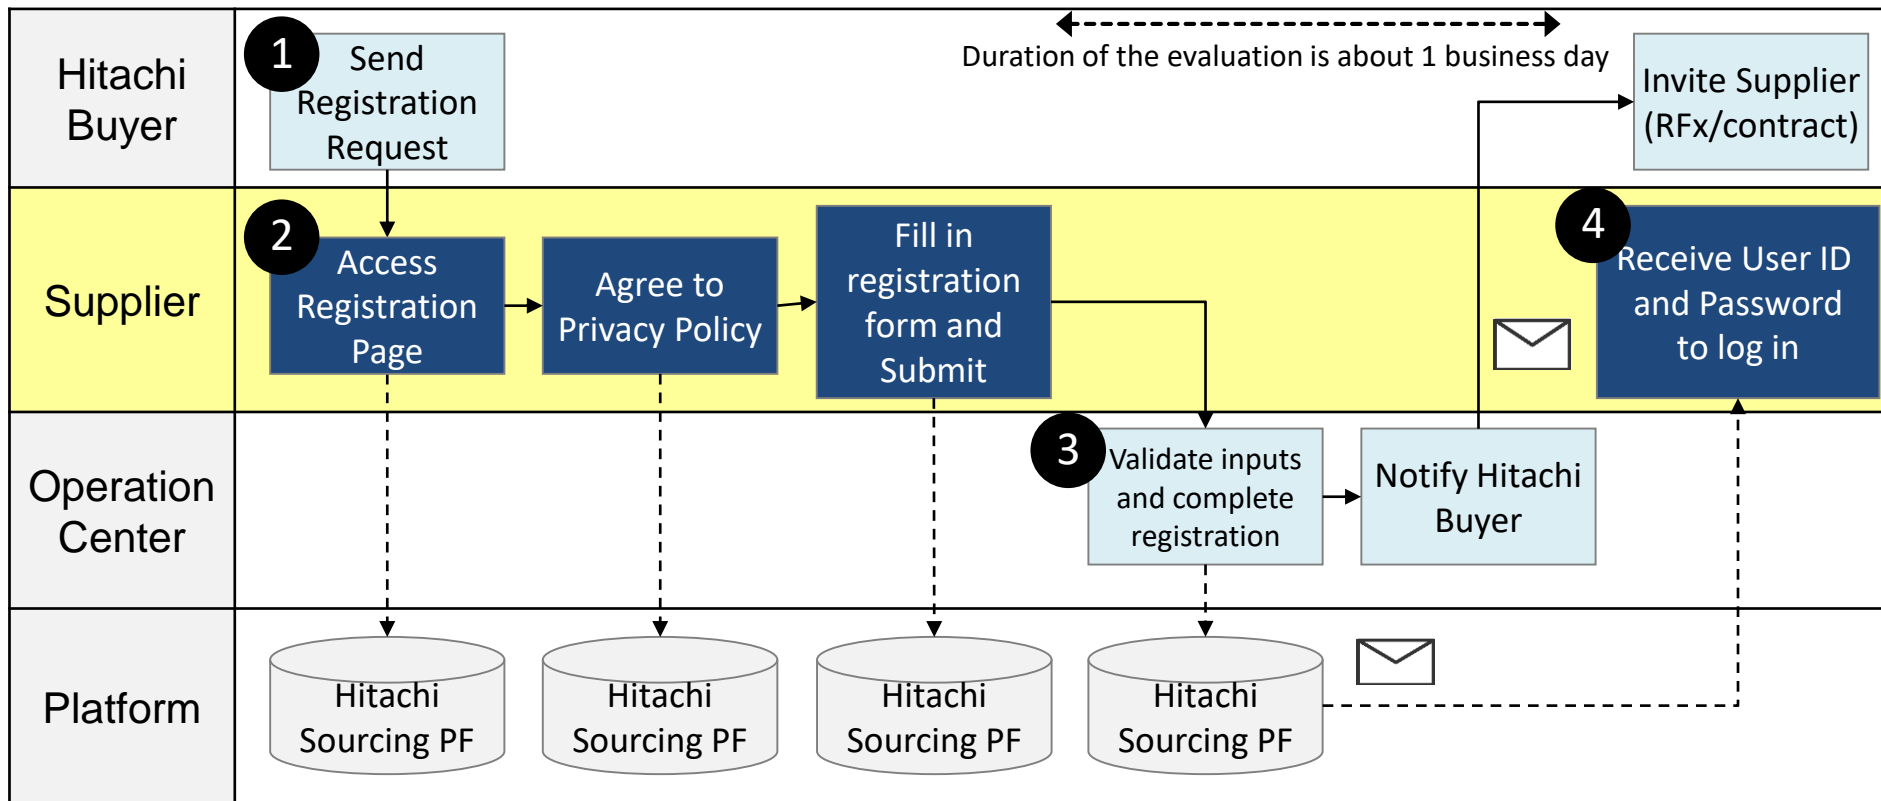 Hitachi
Buyer
1
Send
Registration
Request
Duration of the evaluation is about 1 business day
Invite Supplier
(RFx/contract)
Supplier
2
Access
Registration
Page
Agree to
Privacy Policy
Fill in
registration
form and
Submit
4
Receive User ID
and Password
to log in
Operation
Center
3
Validate inputs
and complete
registration
Notify Hitachi
Buyer
Platform
Hitachi
Sourcing PF
Hitachi
Sourcing PF
Hitachi
Sourcing PF
Hitachi
Sourcing PF